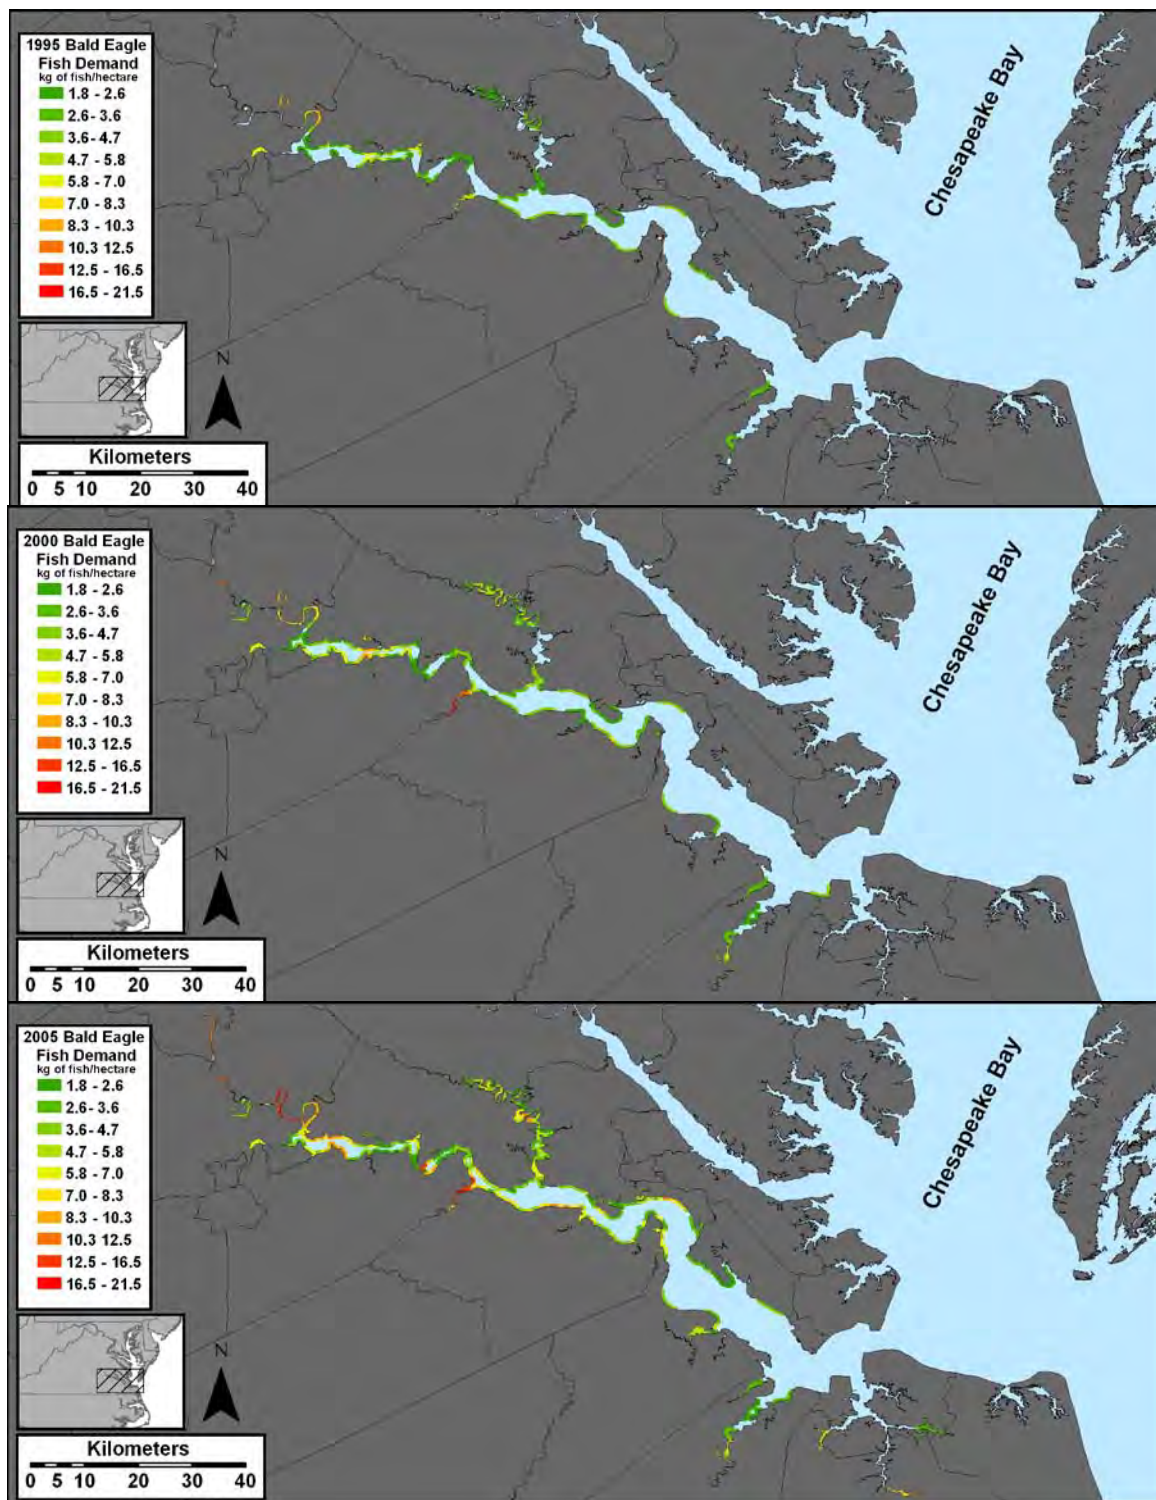 1995 Bald Eagle
Fish Demand
kg of fish/hectare
1.8 - 2.6
2.6- 3.6
3.6- 4.7
4.7 - 5.8
5.8 - 7.0
7.0 - 8.3
8.3 - 10.3
10.3 12.5
12.5 - 16.5
16.5 - 21.5
N
Kilometers
0 5 10 20 30 40
Chesapeake Bay
2000 Bald Eagle
Fish Demand
kg of fish/hectare
1.8 - 2.6
2.6- 3.6
3.6- 4.7
4.7 - 5.8
5.8 - 7.0
7.0 - 8.3
8.3 - 10.3
10.3 12.5
12.5 - 16.5
16.5 - 21.5
N
Kilometers
0 5 10 20 30 40
Chesapeake Bay
2005 Bald Eagle
Fish Demand
kg of fish/hectare
1.8 - 2.6
2.6- 3.6
3.6- 4.7
4.7 - 5.8
5.8 - 7.0
7.0 - 8.3
8.3 - 10.3
10.3 12.5
12.5 - 16.5
16.5 - 21.5
N
Kilometers
0 5 10 20 30 40
Chesapeake Bay